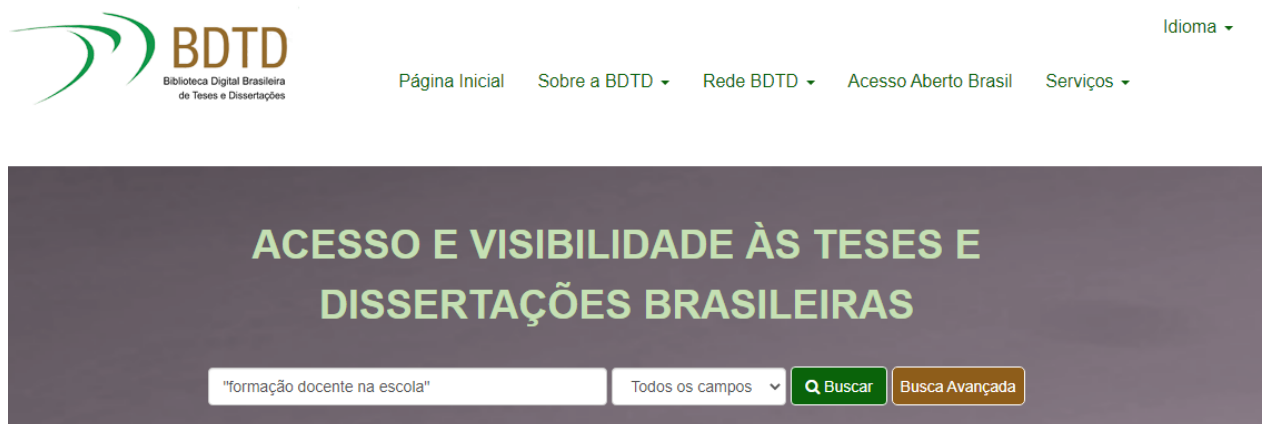 BDTD
Biblioteca Digital Brasileira
de Teses e Dissertações
Idioma
Página Inicial Sobre a BDTD Rede BDTD Acesso Aberto Brasil Serviços
ACESSO E VISIBILIDADE ÀS TESES E
DISSERTAÇÕES BRASILEIRAS
"formação docente na escola" Todos os campos Buscar Busca Avançada